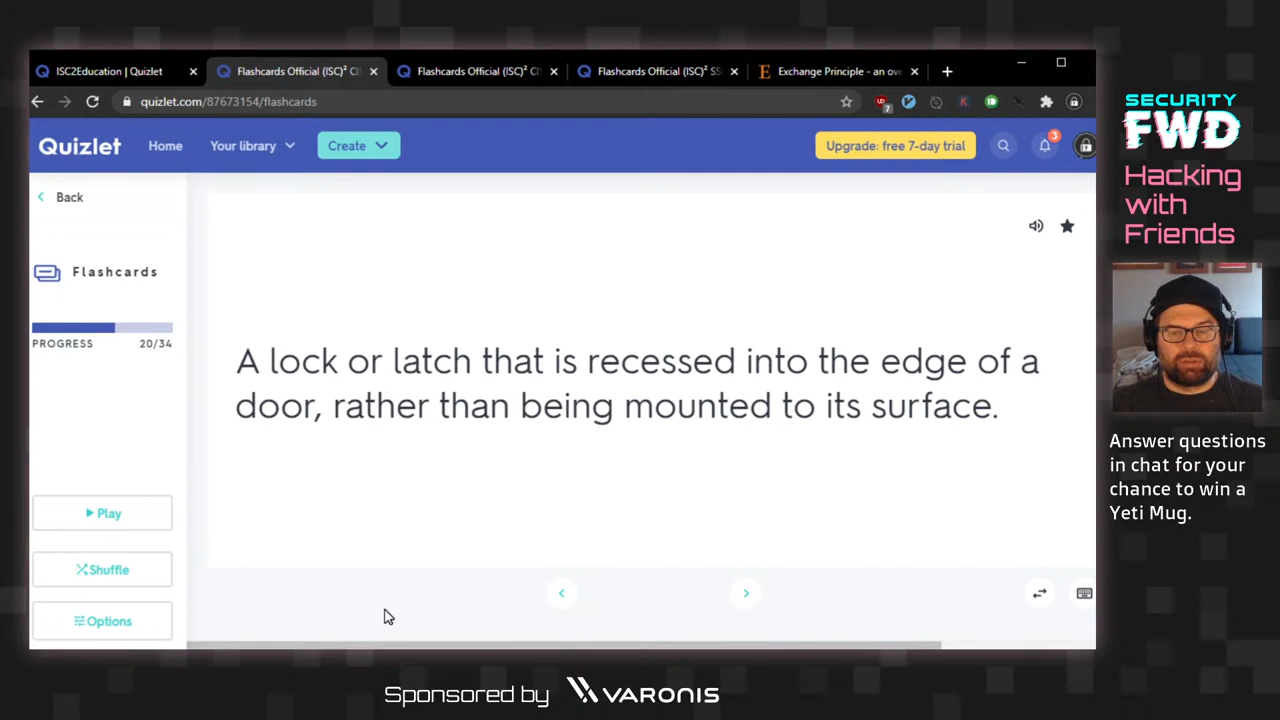 ISC2Education | Quizlet
Flashcards Official (ISC)² CI
Flashcards Official (ISC)² CI
Flashcards Official (ISC)² SS
Exchange Principle - an ove
quizlet.com/87673154/flashcards
7
Quizlet
Home
Your library
Create
Upgrade: free 7-day trial
3
Back
Flashcards
PROGRESS 20/34
A lock or latch that is recessed into the edge of a
door, rather than being mounted to its surface.
Play
Shuffle
Options
SECURITY
FWD
Hacking
with
Friends
Answer questions
in chat for your
chance to win a
Yeti Mug.
Sponsored by VARONIS